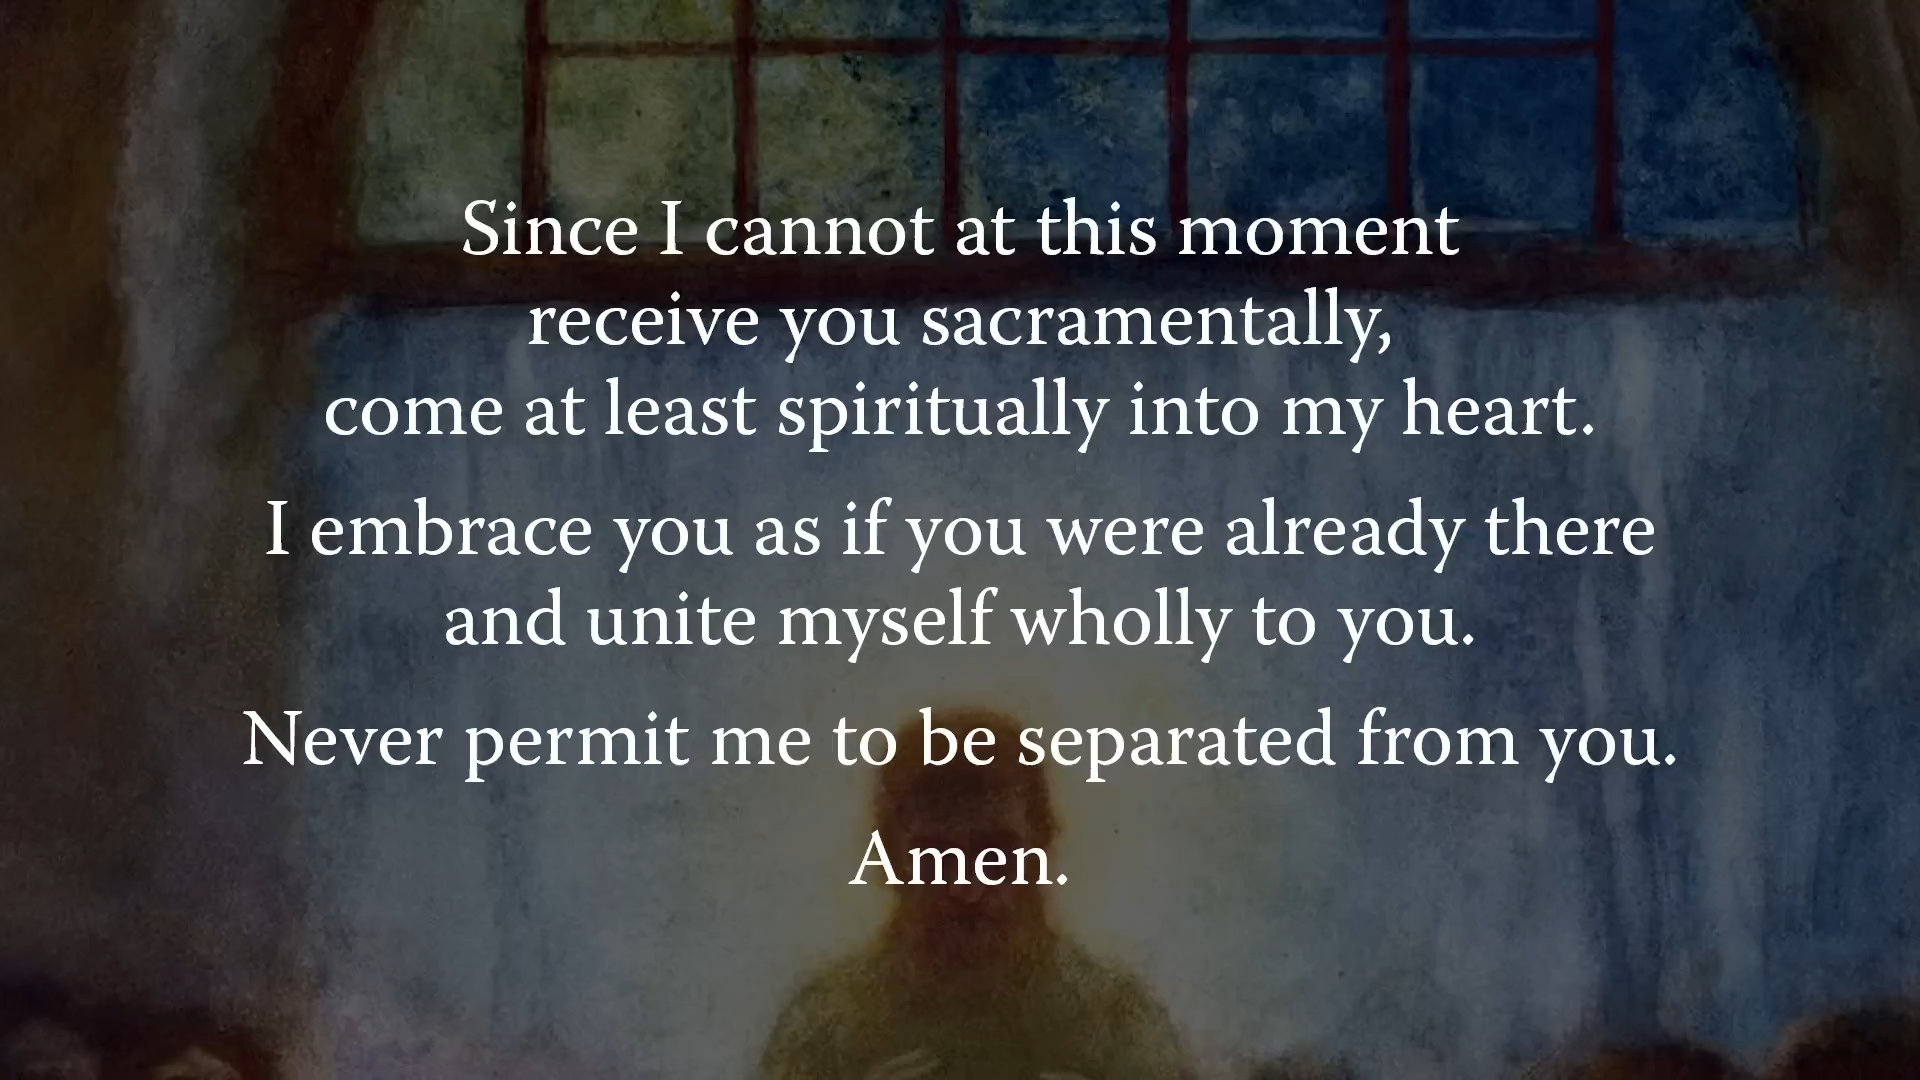 Since I cannot at this moment
receive you sacramentally,
come at least spiritually into my heart.
I embrace you as if you were already there
and unite myself wholly to you.
Never permit me to be separated from you.
Amen.